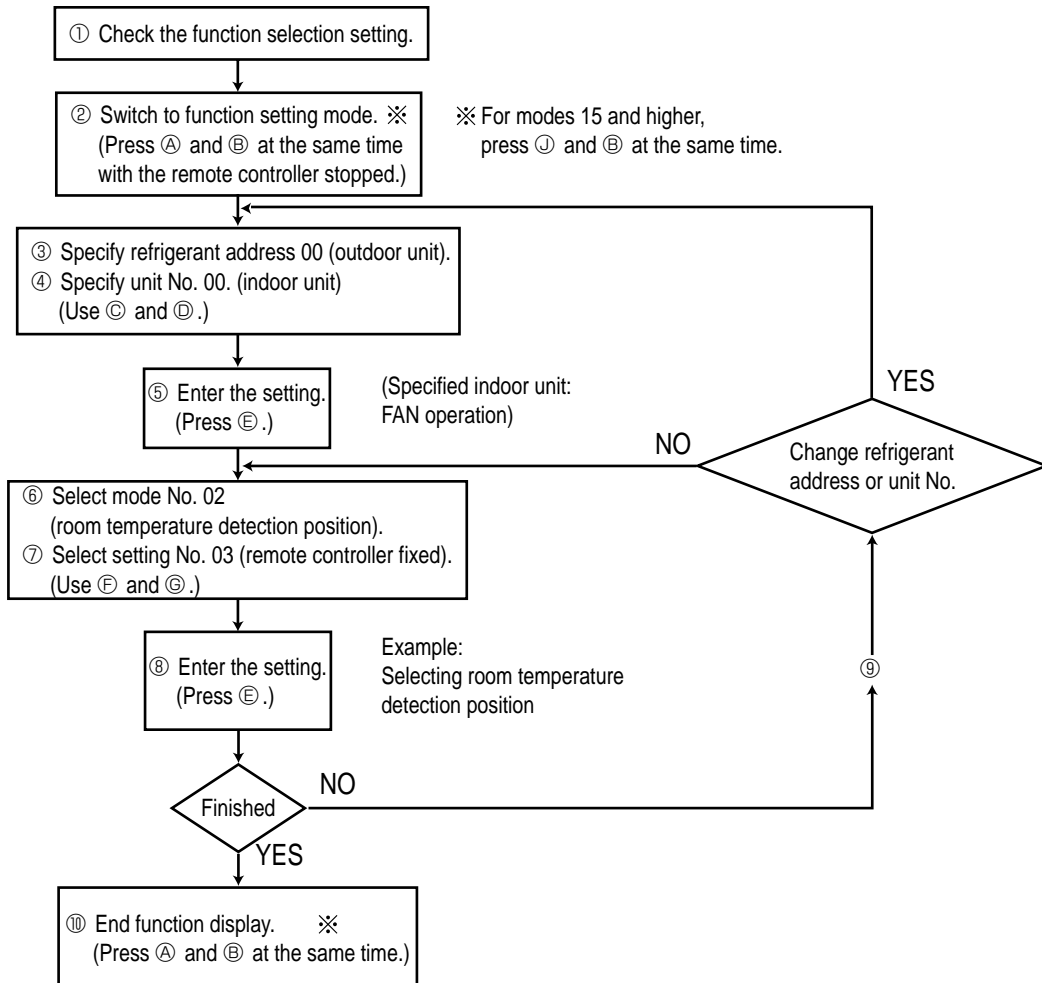 ① Check the function selection setting.
② Switch to function setting mode. ※
(Press Ⓐ and Ⓑ at the same time
with the remote controller stopped.)
※ For modes 15 and higher,
press Ⓙ and Ⓑ at the same time.
③ Specify refrigerant address 00 (outdoor unit).
④ Specify unit No. 00. (indoor unit)
(Use Ⓒ and Ⓓ.)
⑤ Enter the setting.
(Press Ⓔ.)
(Specified indoor unit:
FAN operation)
YES
NO
Change refrigerant
address or unit No.
⑥ Select mode No. 02
(room temperature detection position).
⑦ Select setting No. 03 (remote controller fixed).
(Use Ⓕ and Ⓖ.)
⑧ Enter the setting.
(Press Ⓔ.)
Example:
Selecting room temperature
detection position
⑨
Finished
NO
YES
⑩ End function display. ※
(Press Ⓐ and Ⓑ at the same time.)